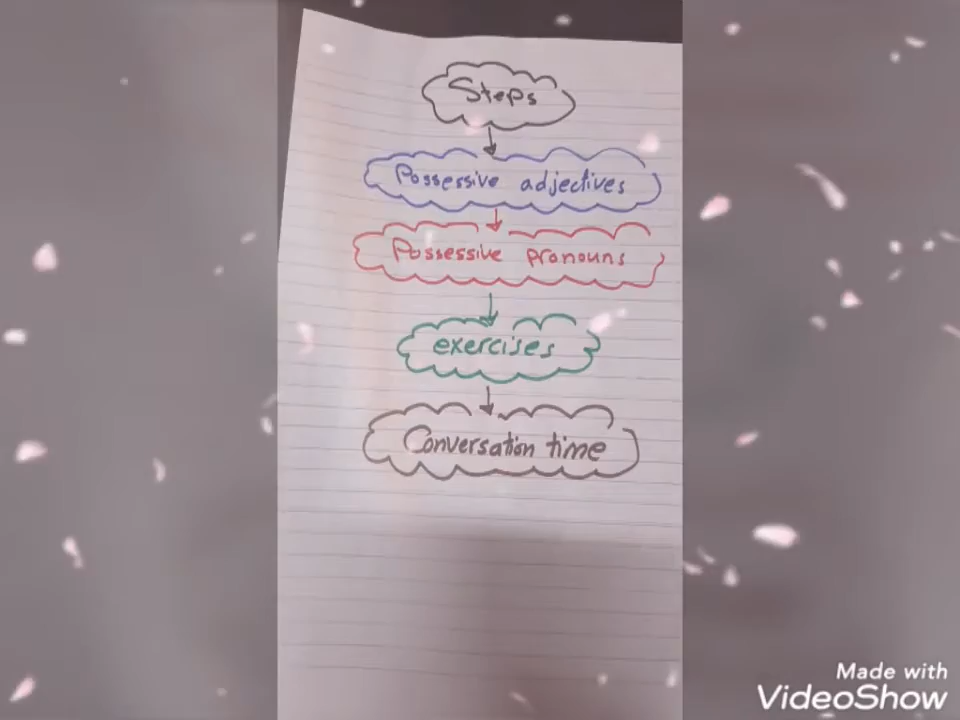 Steps
Possessive adjectives
Possessive pronouns
exercises
Conversation time
Made with
VideoShow